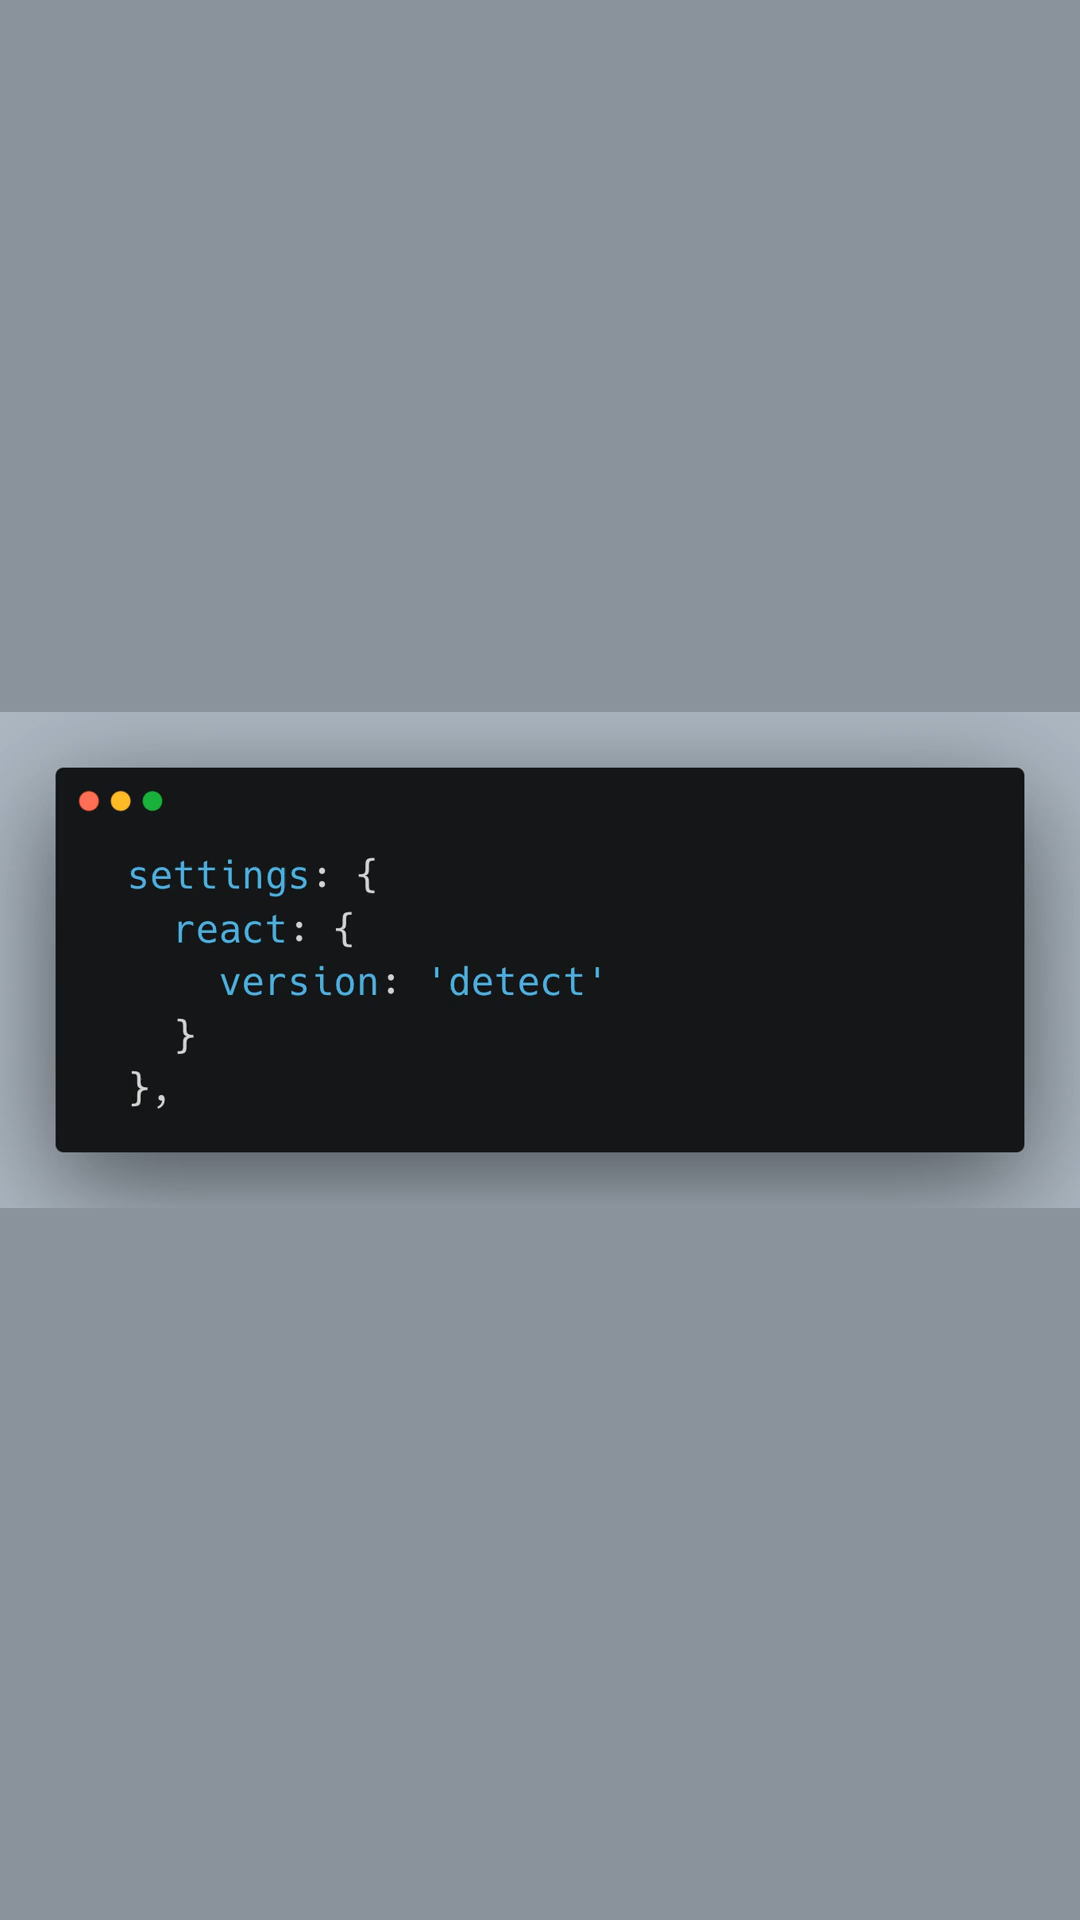 settings: {
  react: {
    version: 'detect'
  }
},